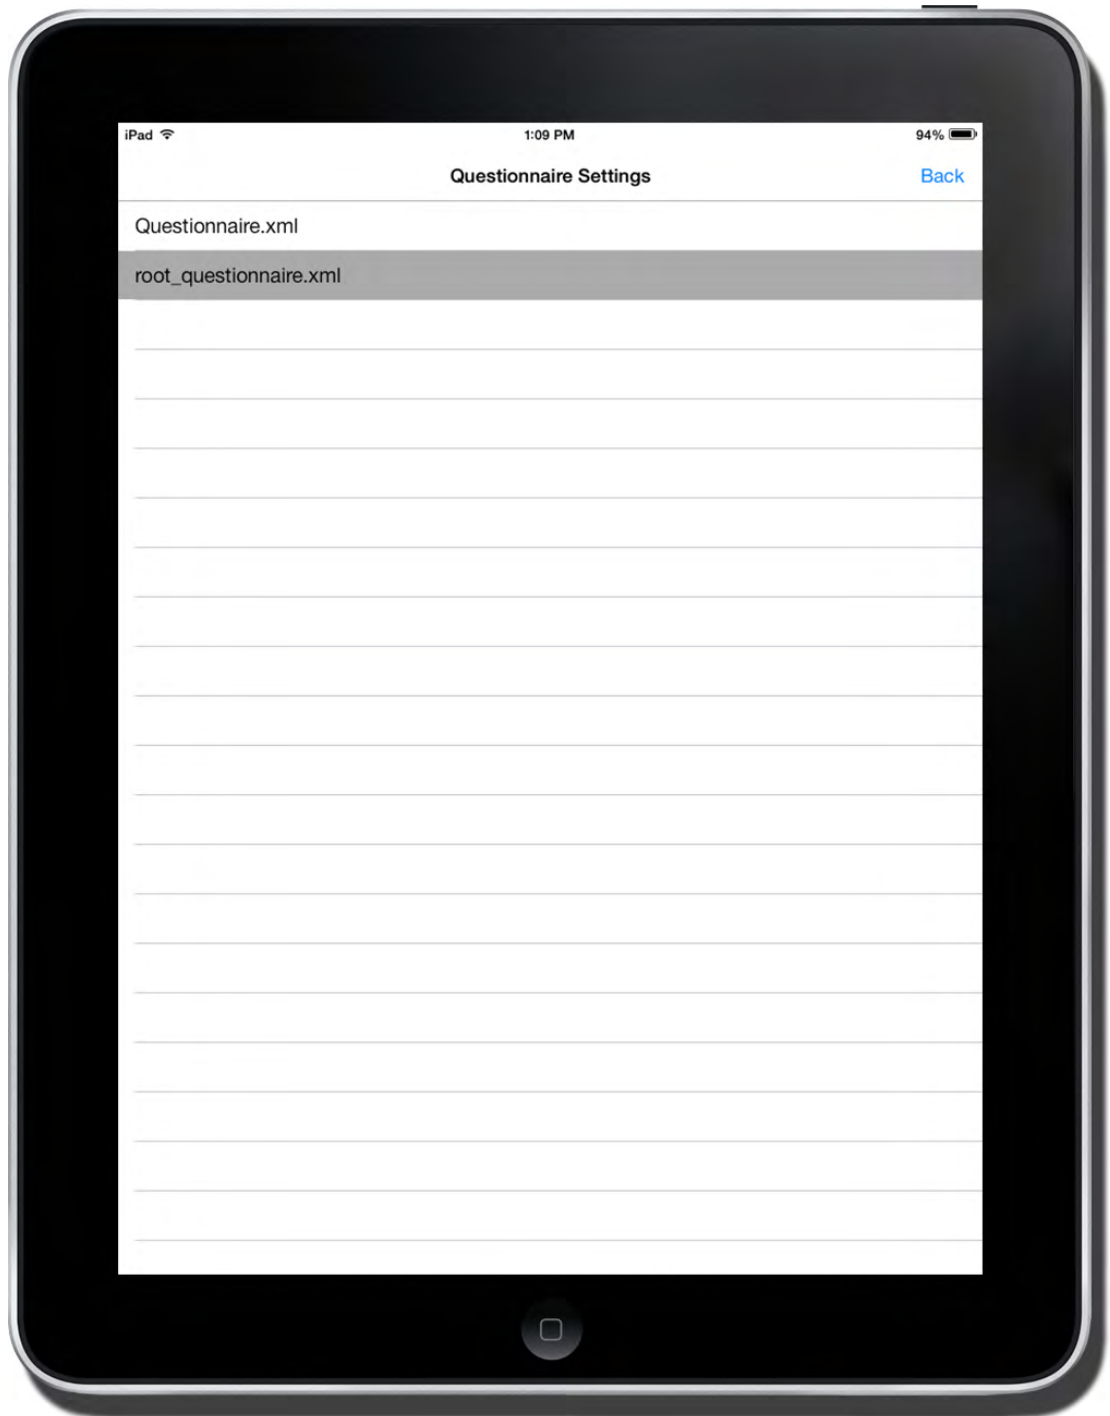 iPad 1:09 PM 94%
Questionnaire Settings Back
Questionnaire.xml
root_questionnaire.xml